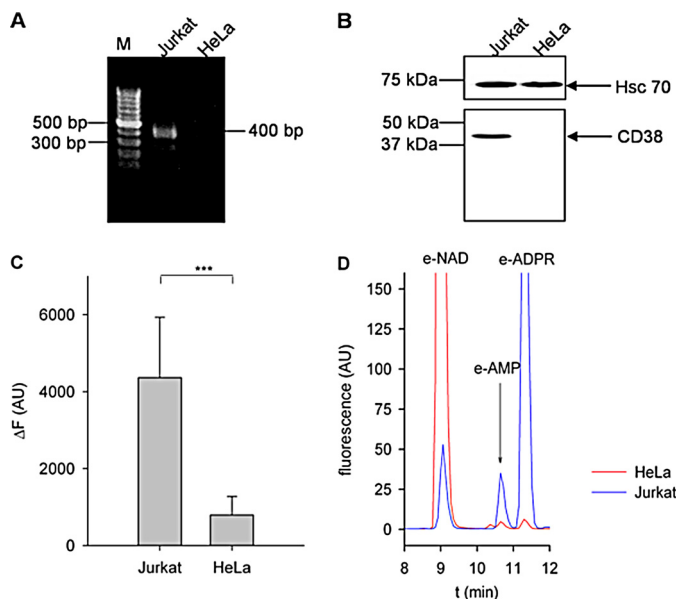 A
M
Jurkat
HeLa
500 bp
300 bp
400 bp
B
Jurkat
HeLa
75 kDa
Hsc 70
50 kDa
37 kDa
CD38
C
***
6000
4000
2000
0
ΔF (AU)
Jurkat
HeLa
D
e-NAD
e-ADPR
e-AMP
150
125
100
75
50
25
0
fluorescence (AU)
8 9 10 11 12
t (min)
HeLa
Jurkat